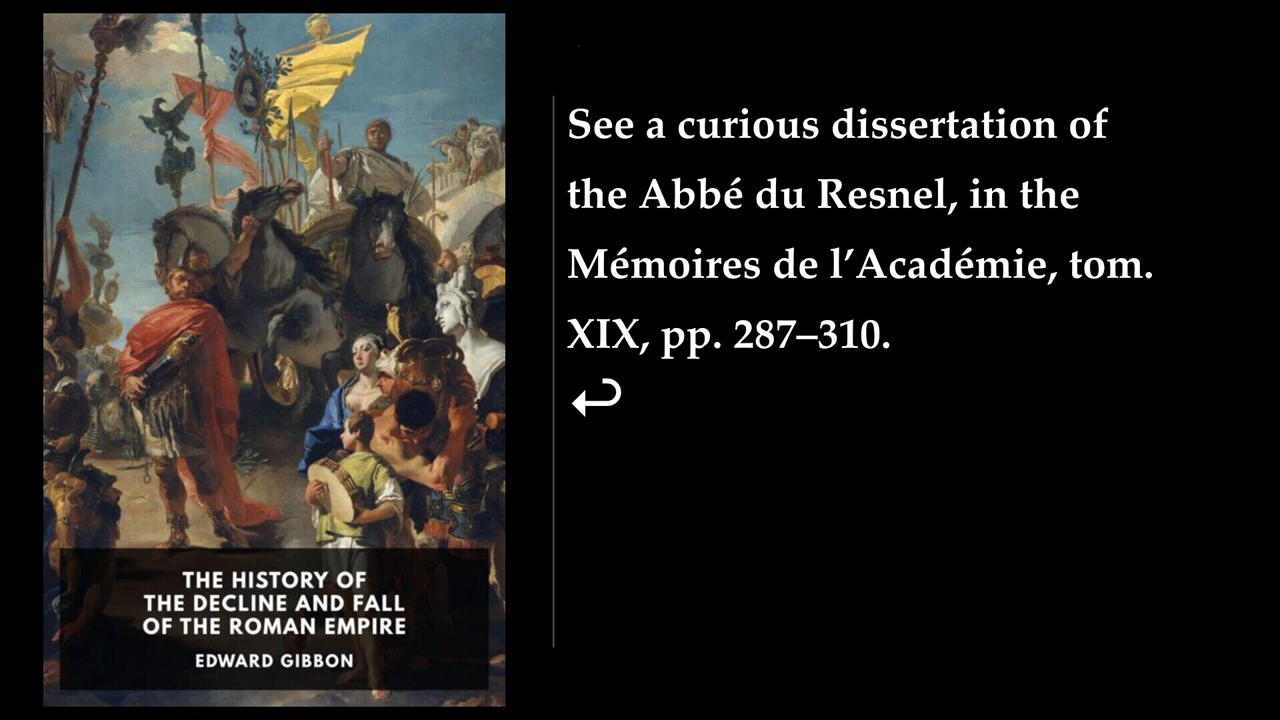 THE HISTORY OF
THE DECLINE AND FALL
OF THE ROMAN EMPIRE
EDWARD GIBBON
See a curious dissertation of
the Abbé du Resnel, in the
Mémoires de l’Académie, tom.
XIX, pp. 287–310.
↩